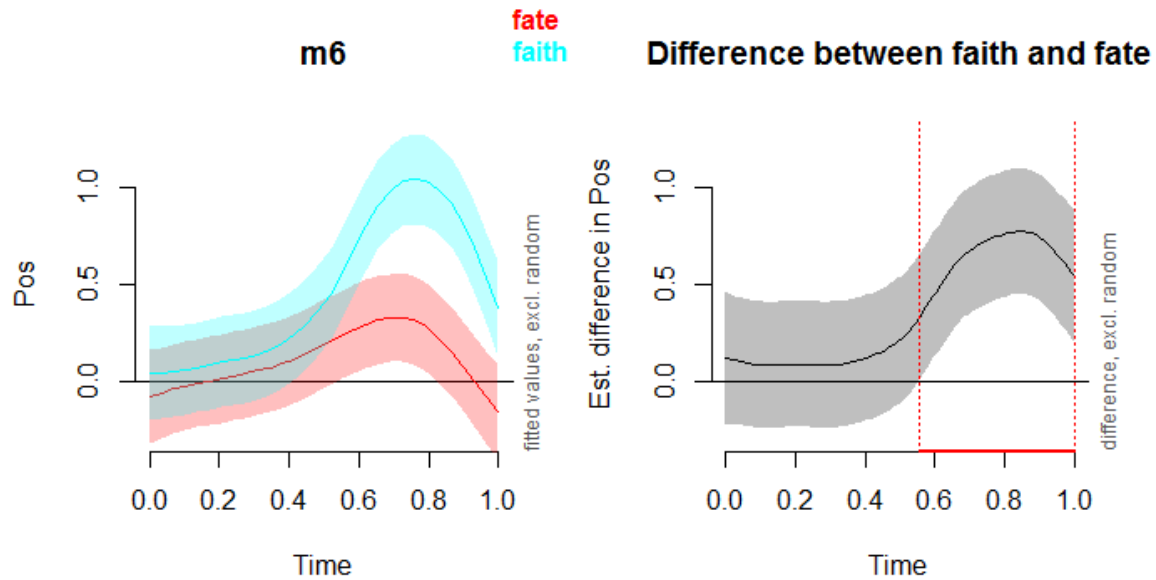 fate
faith
m6
Difference between faith and fate
Pos
1.0
0.5
0.0
fitted values, excl. random
0.0 0.2 0.4 0.6 0.8 1.0
Time
Est. difference in Pos
1.0
0.5
0.0
difference, excl. random
0.0 0.2 0.4 0.6 0.8 1.0
Time